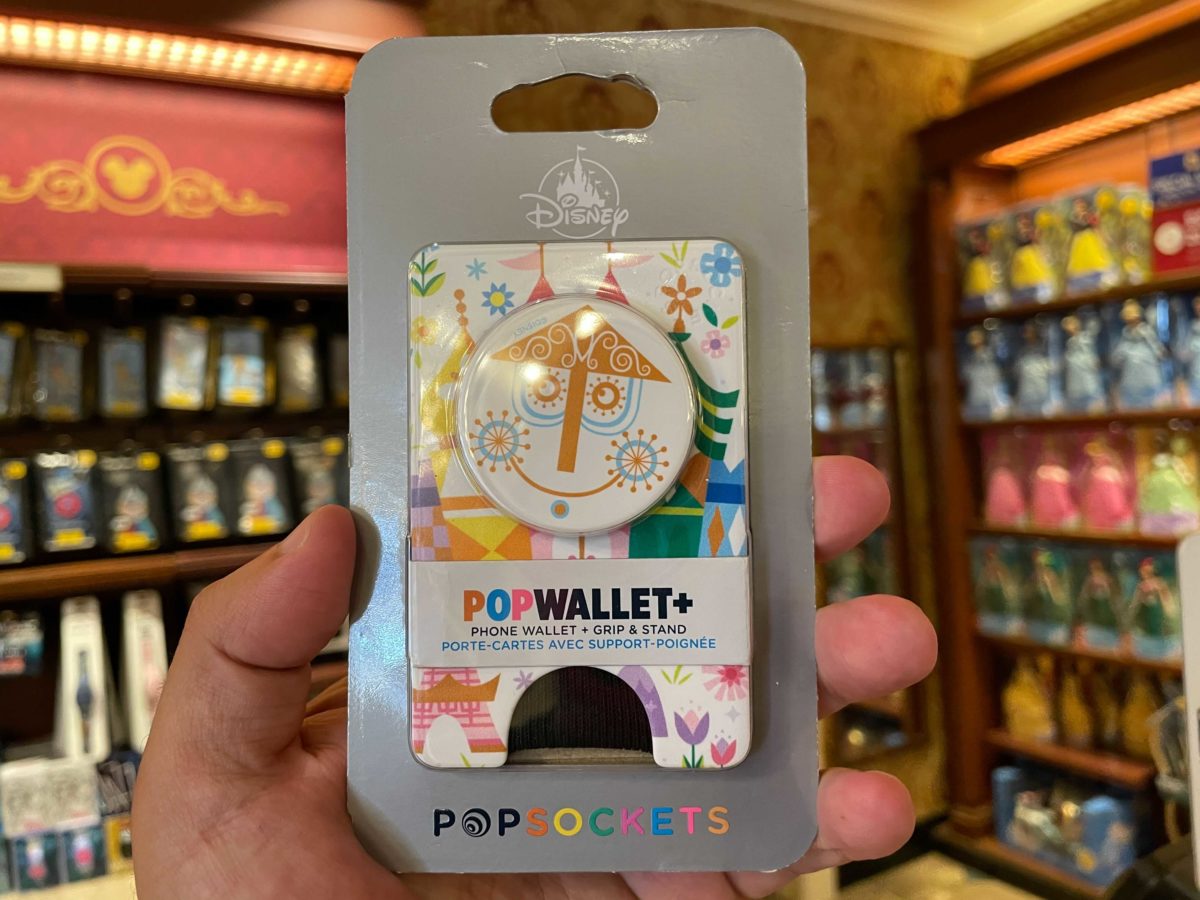 Disney
POPWALLET+
PHONE WALLET + GRIP & STAND
PORTE-CARTES AVEC SUPPORT-POIGNÉE
POPSOCKETS